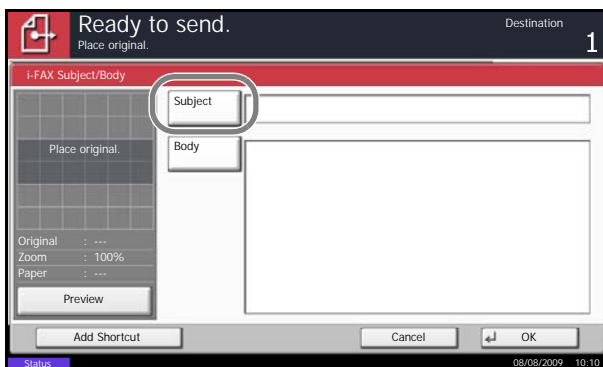 Ready to send.
Place original.
Destination
1
i-FAX Subject/Body
Place original.
Original : ---
Zoom : 100%
Paper : ---
Preview
Subject
Body
Add Shortcut
Cancel
OK
Status
08/08/2009 10:10